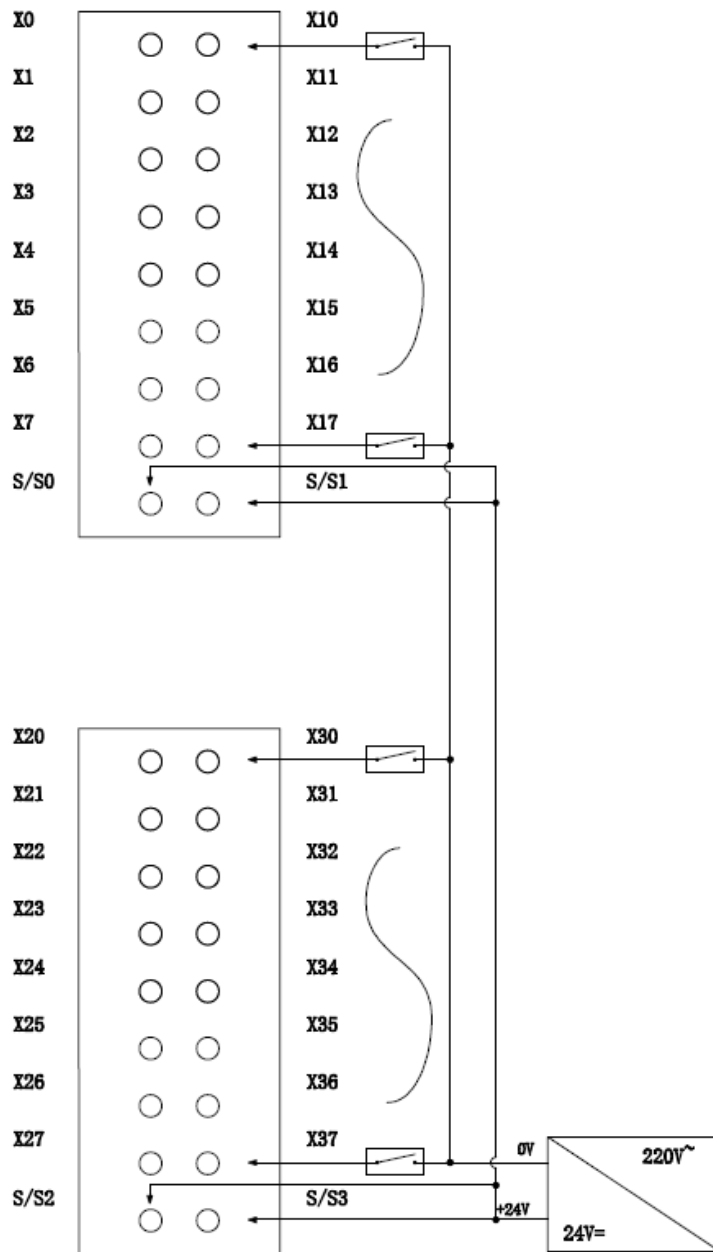 X0 X10
X1 X11
X2 X12
X3 X13
X4 X14
X5 X15
X6 X16
X7 X17
S/S0 S/S1
X20 X30
X21 X31
X22 X32
X23 X33
X24 X34
X25 X35
X26 X36
X27 X37
0V 220V~
S/S2 S/S3
+24V
24V=